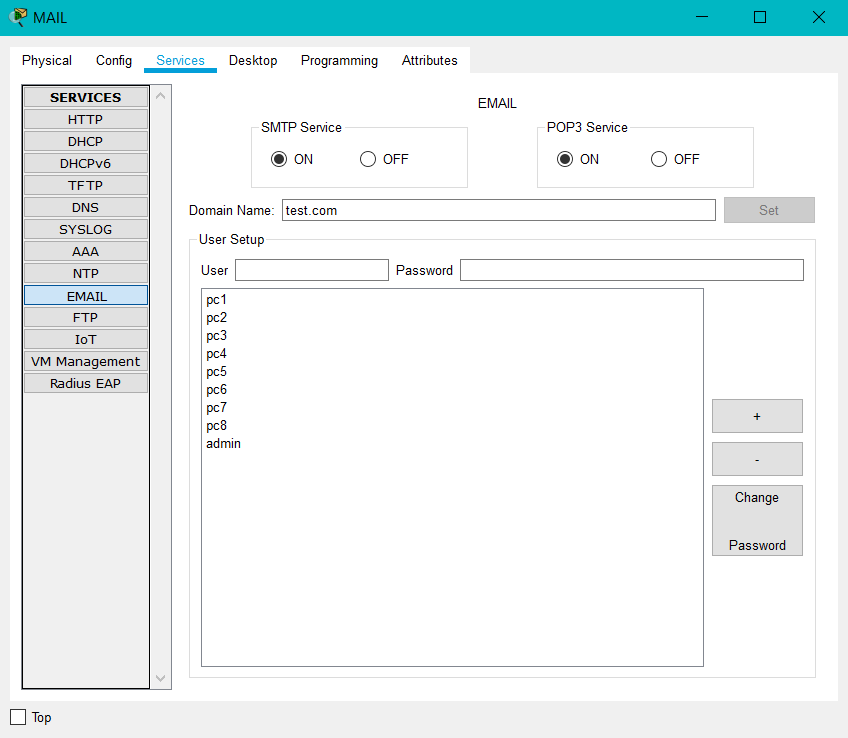 MAIL
Physical Config Services Desktop Programming Attributes
SERVICES
HTTP
DHCP
DHCPv6
TFTP
DNS
SYSLOG
AAA
NTP
EMAIL
FTP
IoT
VM Management
Radius EAP
EMAIL
SMTP Service
ON OFF
POP3 Service
ON OFF
Domain Name: test.com Set
User Setup
User Password
pc1
pc2
pc3
pc4
pc5
pc6
pc7
pc8
admin
+
-
Change
Password
Top